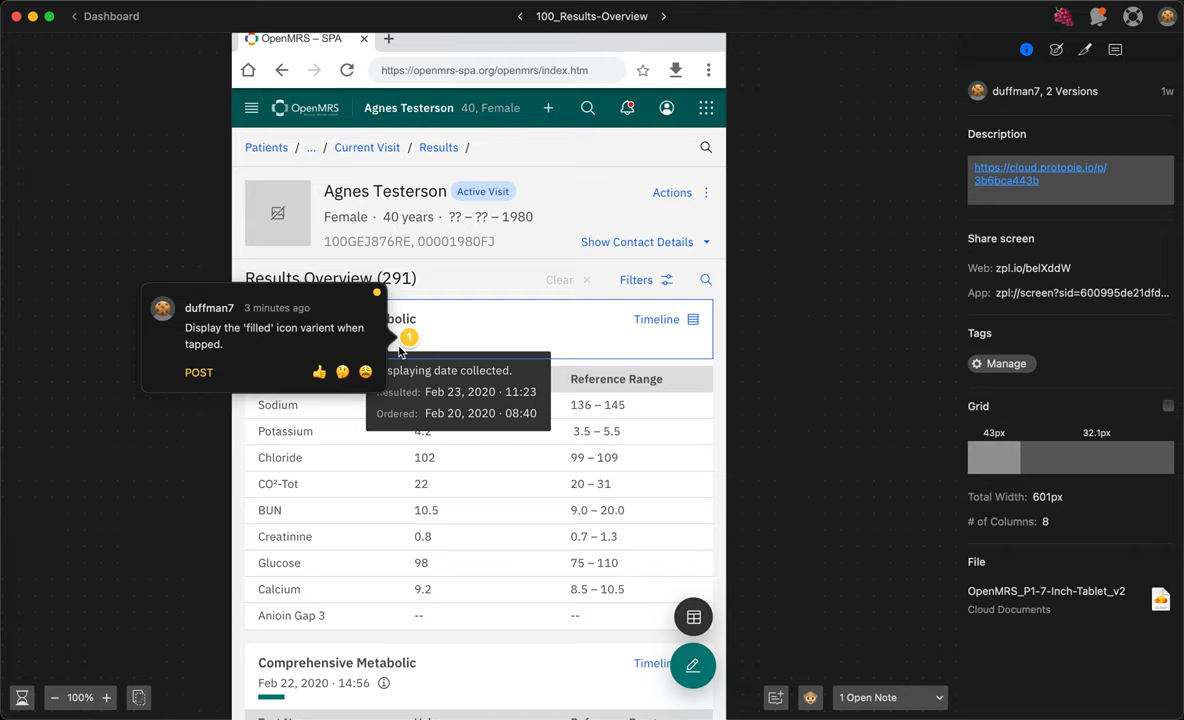 Dashboard
100_Results-Overview
OpenMRS – SPA
https://openmrs-spa.org/openmrs/index.htm
OpenMRS
Agnes Testerson 40, Female
Patients / ... / Current Visit / Results /
Agnes Testerson Active Visit
Actions
Female · 40 years · ?? – ?? – 1980
100GEJ876RE, 00001980FJ
Show Contact Details
Results Overview (291)
Clear ×
Filters
Timeline
duffman7 3 minutes ago
Display the 'filled' icon varient when
tapped.
POST
1
Resulted: Feb 23, 2020 · 11:23
Ordered: Feb 20, 2020 · 08:40
Reference Range
Sodium 136 – 145
Potassium 4.2 3.5 – 5.5
Chloride 102 99 – 109
CO²-Tot 22 20 – 31
BUN 10.5 9.0 – 20.0
Creatinine 0.8 0.7 – 1.3
Glucose 98 75 – 110
Calcium 9.2 8.5 – 10.5
Anioin Gap 3 -- --
Comprehensive Metabolic
Feb 22, 2020 · 14:56
duffman7, 2 Versions 1w
Description
https://cloud.protopie.io/p/
3b6bca443b
Share screen
Web: zpl.io/belXddW
App: zpl://screen?sid=600995de21dfd...
Tags
Manage
Grid
43px 32.1px
Total Width: 601px
# of Columns: 8
File
OpenMRS_P1-7-Inch-Tablet_v2
Cloud Documents
100%
1 Open Note